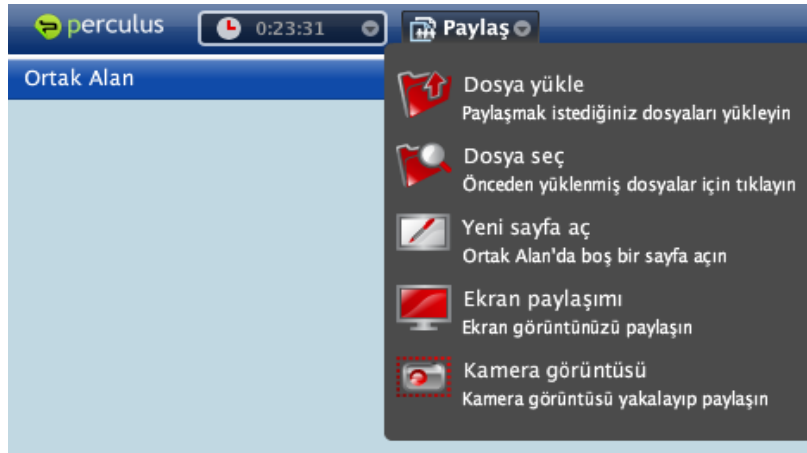 perculus 0:23:31 Paylaş
Ortak Alan
Dosya yükle
Paylaşmak istediğiniz dosyaları yükleyin
Dosya seç
Önceden yüklenmiş dosyalar için tıklayın
Yeni sayfa aç
Ortak Alan'da boş bir sayfa açın
Ekran paylaşımı
Ekran görüntünüzü paylaşın
Kamera görüntüsü
Kamera görüntüsü yakalayıp paylaşın